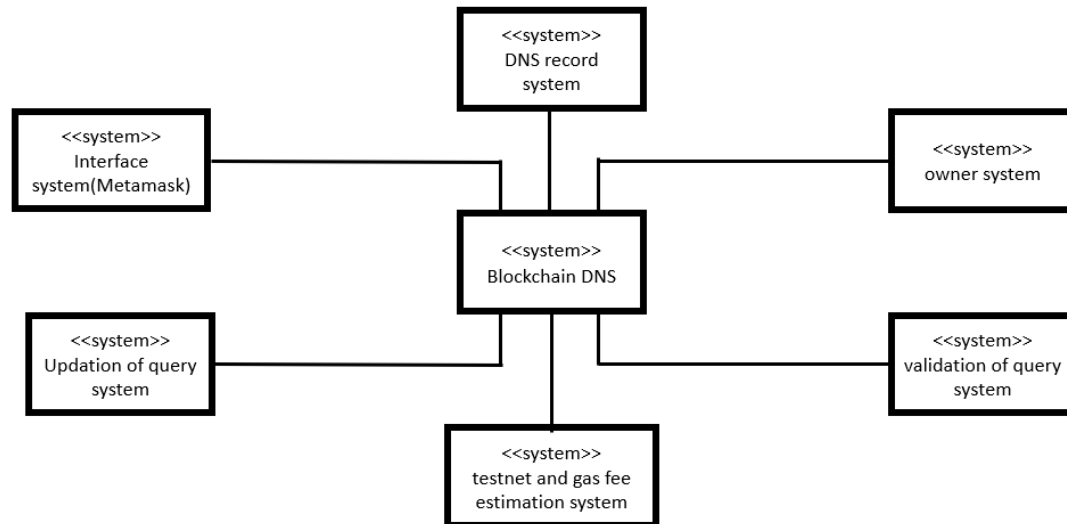 <<system>>
DNS record
system
<<system>>
Interface
system(Metamask)
<<system>>
owner system
<<system>>
Blockchain DNS
<<system>>
Updation of query
system
<<system>>
validation of query
system
<<system>>
testnet and gas fee
estimation system